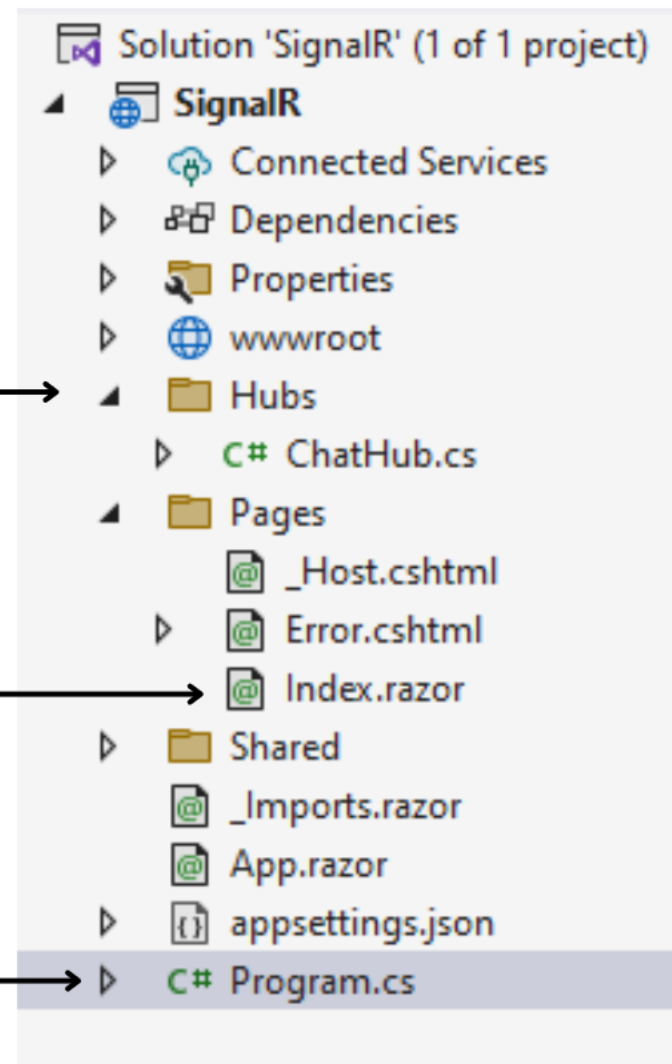 Solution 'SignalR' (1 of 1 project)
SignalR
Connected Services
Dependencies
Properties
wwwroot
Hubs
C# ChatHub.cs
Pages
_Host.cshtml
Error.cshtml
Index.razor
Shared
_Imports.razor
App.razor
appsettings.json
C# Program.cs